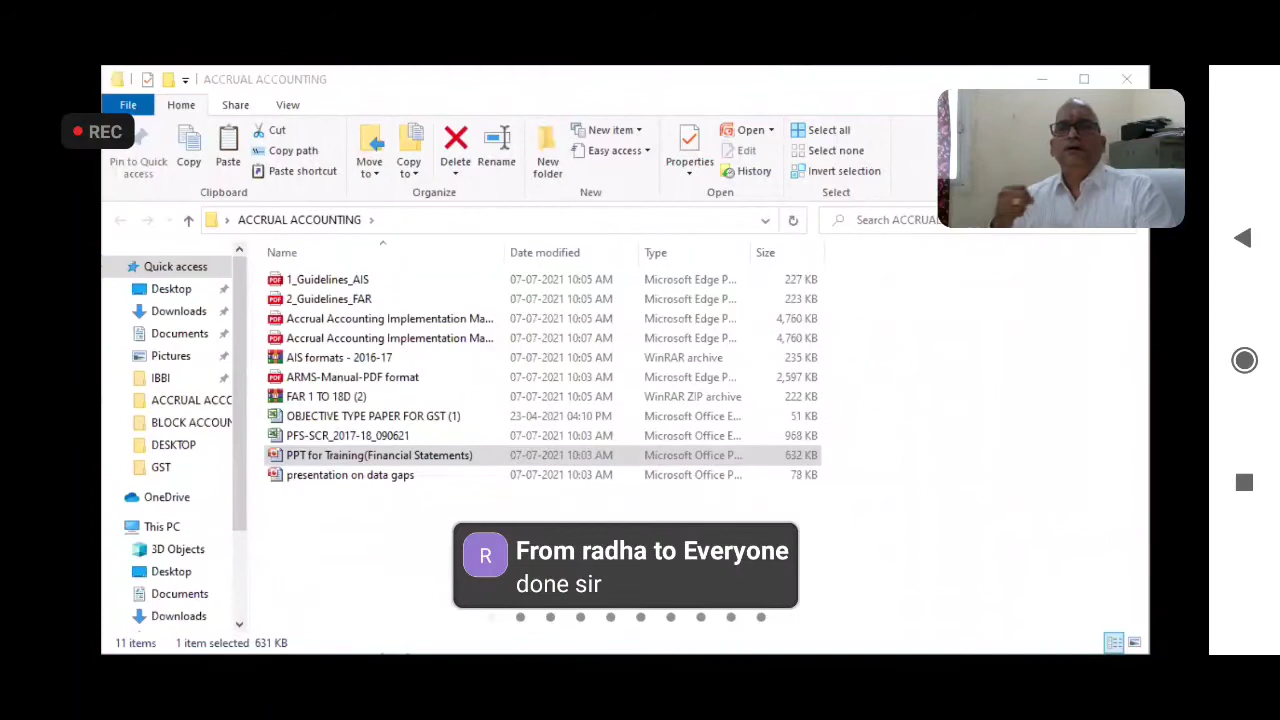 ACCRUAL ACCOUNTING
File Home Share View
REC
Pin to Quick access
Copy
Paste
Cut
Copy path
Paste shortcut
Clipboard
Move to
Copy to
Delete
Rename
Organize
New folder
New item
Easy access
New
Properties
Open
Edit
History
Open
Select all
Select none
Invert selection
Select
ACCRUAL ACCOUNTING
Search ACCRUA
Name Date modified Type Size
1_Guidelines_AIS 07-07-2021 10:05 AM Microsoft Edge P... 227 KB
2_Guidelines_FAR 07-07-2021 10:05 AM Microsoft Edge P... 223 KB
Accrual Accounting Implementation Ma... 07-07-2021 10:05 AM Microsoft Edge P... 4,760 KB
Accrual Accounting Implementation Ma... 07-07-2021 10:07 AM Microsoft Edge P... 4,760 KB
AIS formats - 2016-17 07-07-2021 10:05 AM WinRAR archive 235 KB
ARMS-Manual-PDF format 07-07-2021 10:03 AM Microsoft Edge P... 2,597 KB
FAR 1 TO 18D (2) 07-07-2021 10:05 AM WinRAR ZIP archive 222 KB
OBJECTIVE TYPE PAPER FOR GST (1) 23-04-2021 04:10 PM Microsoft Office E... 51 KB
PFS-SCR_2017-18_090621 07-07-2021 10:03 AM Microsoft Office E... 968 KB
PPT for Training(Financial Statements) 07-07-2021 10:03 AM Microsoft Office P... 632 KB
presentation on data gaps 07-07-2021 10:03 AM Microsoft Office P... 78 KB
Quick access
Desktop
Downloads
Documents
Pictures
IBBI
ACCRUAL ACCC
BLOCK ACCOUN
DESKTOP
GST
OneDrive
This PC
3D Objects
Desktop
Documents
Downloads
R
From radha to Everyone
done sir
11 items 1 item selected 631 KB